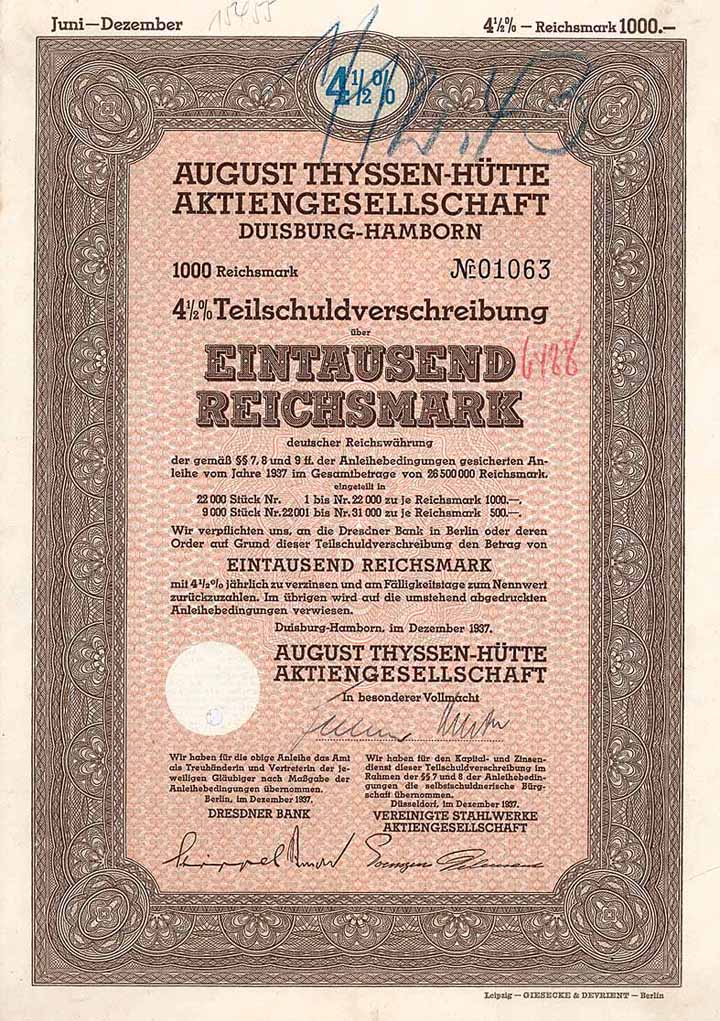 15455
Juni–Dezember 4½% – Reichsmark 1000.–
4½%
1/12.43
AUGUST THYSSEN-HÜTTE
AKTIENGESELLSCHAFT
DUISBURG-HAMBORN
1000 Reichsmark Nr. 01063
4½% Teilschuldverschreibung
über
EINTAUSEND
6488
REICHSMARK
deutscher Reichswährung
der gemäß §§ 7, 8 und 9 ff. der Anleihebedingungen gesicherten An-
leihe vom Jahre 1937 im Gesamtbetrage von 26 500 000 Reichsmark,
eingeteilt in
22 000 Stück Nr. 1 bis Nr. 22 000 zu je Reichsmark 1000.–,
9 000 Stück Nr. 22001 bis Nr. 31 000 zu je Reichsmark 500.–.
Wir verpflichten uns, an die Dresdner Bank in Berlin oder deren
Order auf Grund dieser Teilschuldverschreibung den Betrag von
EINTAUSEND REICHSMARK
mit 4½% jährlich zu verzinsen und am Fälligkeitstage zum Nennwert
zurückzuzahlen. Im übrigen wird auf die umstehend abgedruckten
Anleihebedingungen verwiesen.
Duisburg-Hamborn, im Dezember 1937.
AUGUST THYSSEN-HÜTTE
AKTIENGESELLSCHAFT
In besonderer Vollmacht
Wir haben für die obige Anleihe das Amt
als Treuhänderin und Vertreterin der je-
weiligen Gläubiger nach Maßgabe der
Anleihebedingungen übernommen.
Berlin, im Dezember 1937.
DRESDNER BANK
Wir haben für den Kapital- und Zinsen-
dienst dieser Teilschuldverschreibung im
Rahmen der §§ 7 und 8 der Anleihebedin-
gungen die selbstschuldnerische Bürg-
schaft übernommen.
Düsseldorf, im Dezember 1937.
VEREINIGTE STAHLWERKE
AKTIENGESELLSCHAFT
Leipzig – GIESECKE & DEVRIENT – Berlin